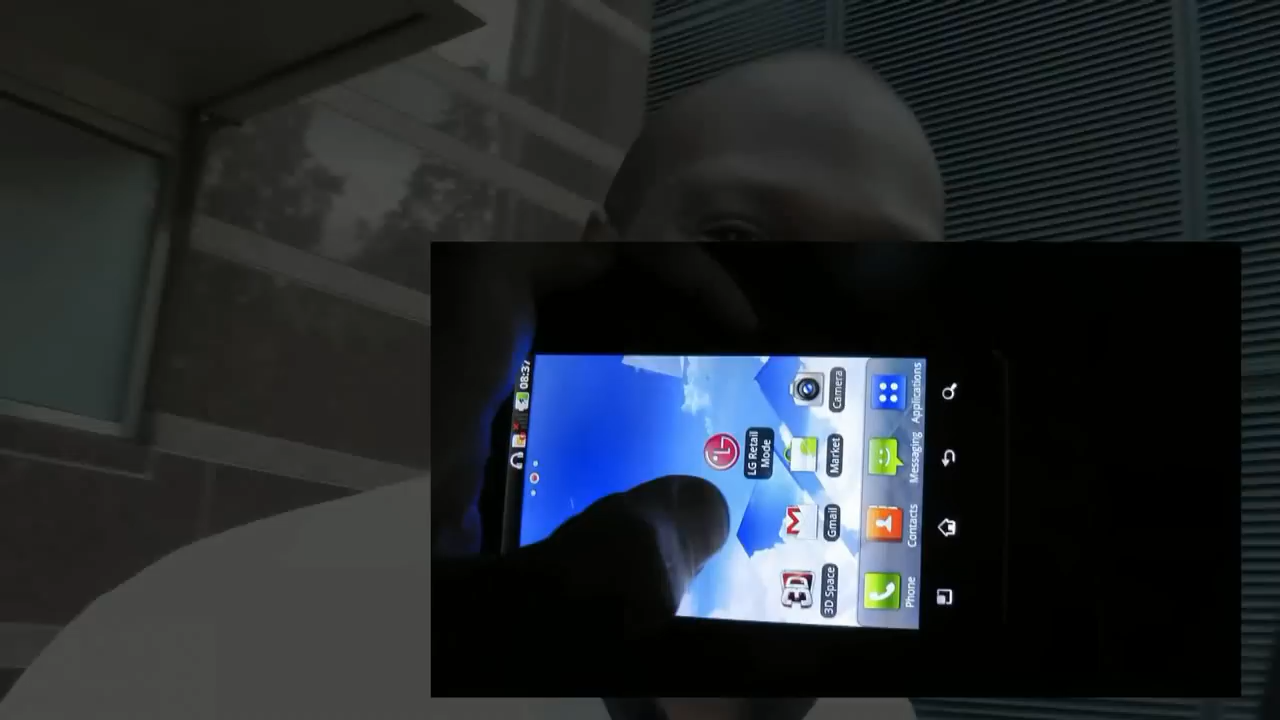 08:37
LG Retail
Mode
3D Space
Gmail
Market
Camera
Phone
Contacts
Messaging
Applications